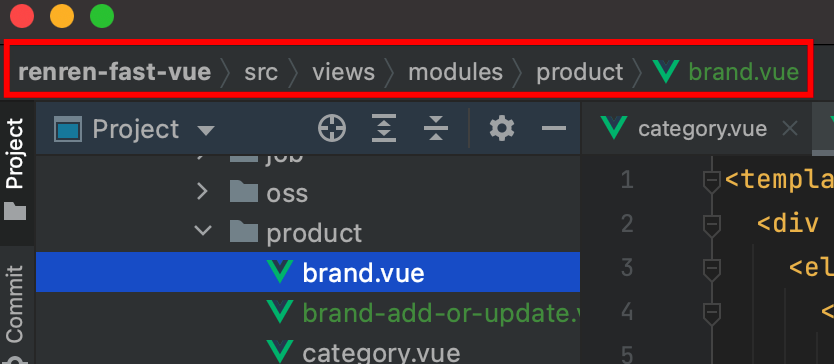 renren-fast-vue src views modules product brand.vue
Project
category.vue
Project
job
oss
product
brand.vue
brand-add-or-update.
category.vue
Commit
1 <templa
2 <div
3 <el
4 <
5